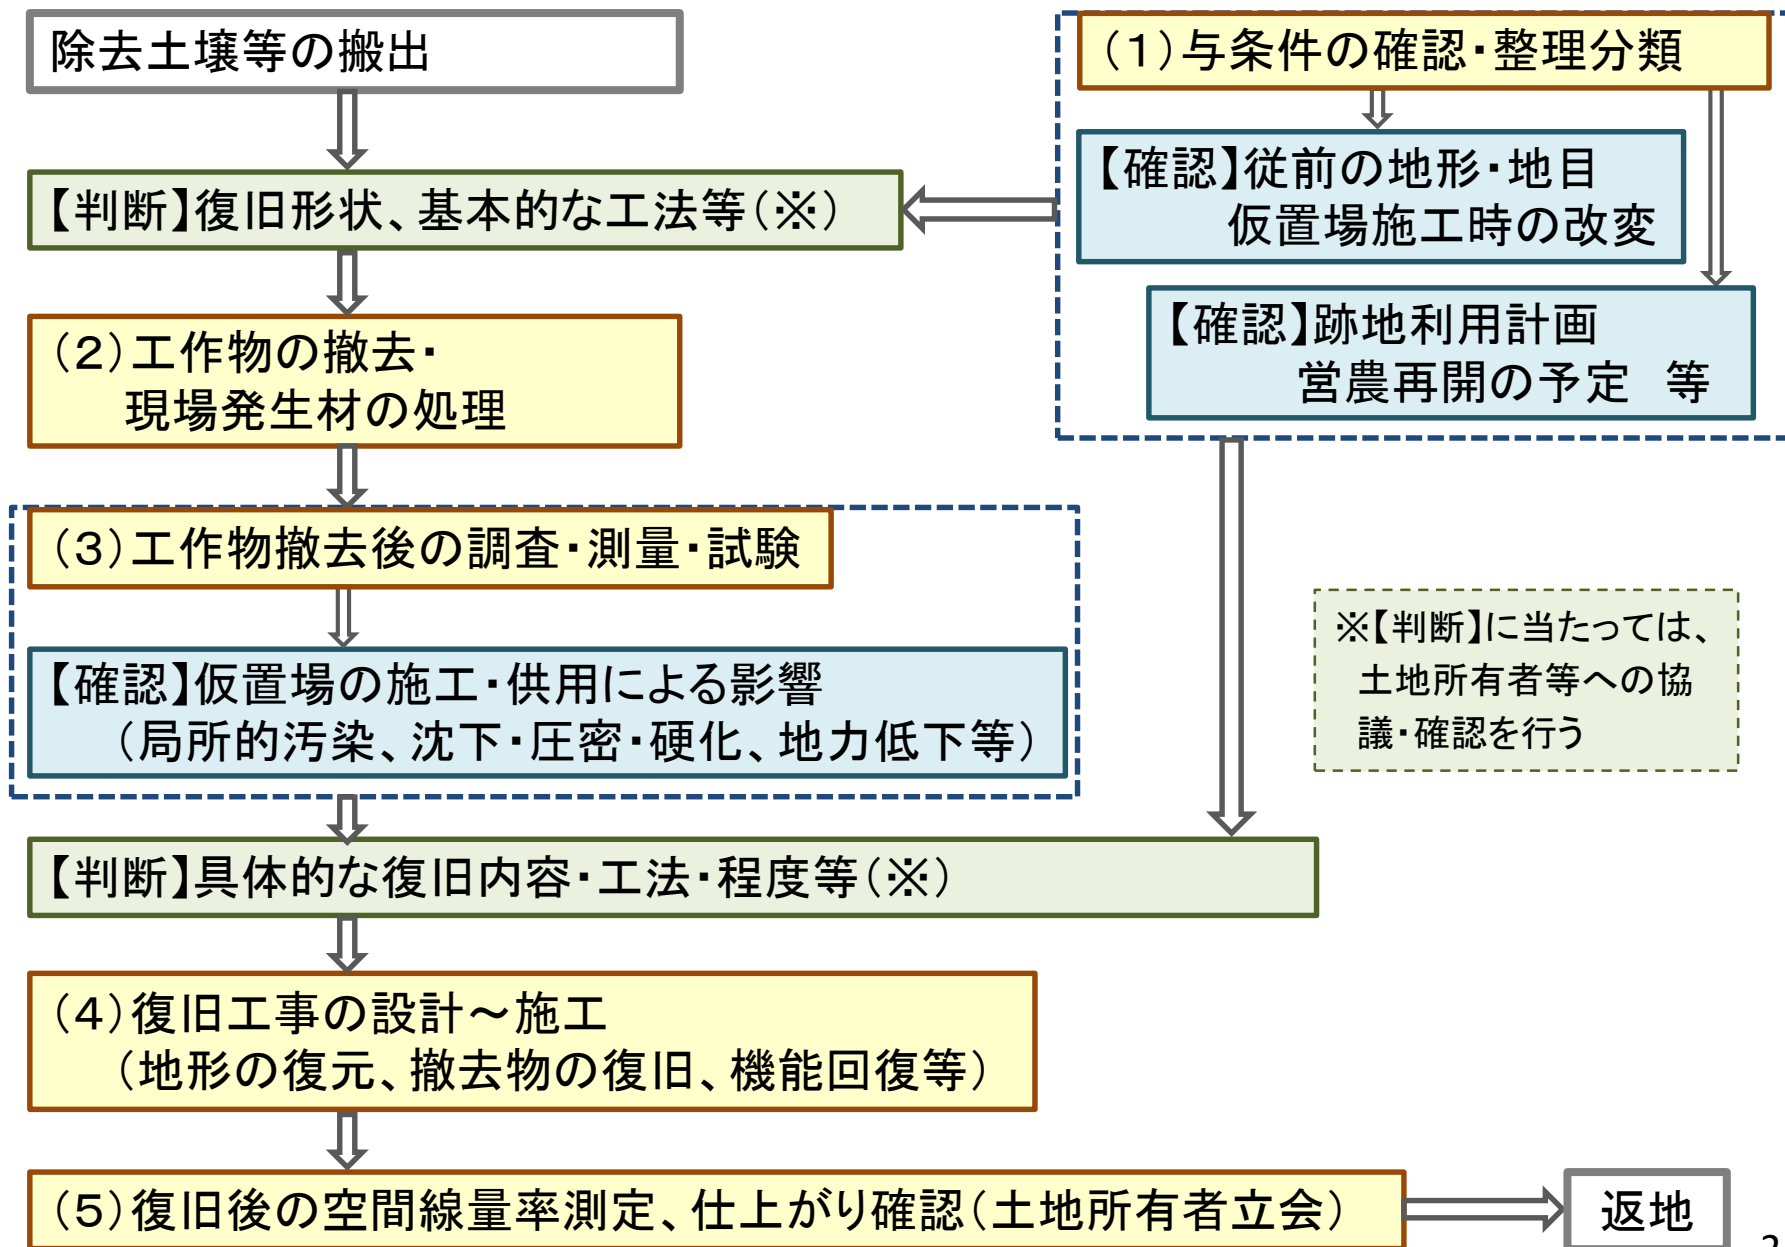 除去土壌等の搬出
(1)与条件の確認・整理分類
【確認】従前の地形・地目
仮置場施工時の改変
【確認】跡地利用計画
営農再開の予定　等
【判断】復旧形状、基本的な工法等(※)
(2)工作物の撤去・
現場発生材の処理
(3)工作物撤去後の調査・測量・試験
【確認】仮置場の施工・供用による影響
(局所的汚染、沈下・圧密・硬化、地力低下等)
※【判断】に当たっては、
土地所有者等への協
議・確認を行う
【判断】具体的な復旧内容・工法・程度等(※)
(4)復旧工事の設計～施工
(地形の復元、撤去物の復旧、機能回復等)
(5)復旧後の空間線量率測定、仕上がり確認(土地所有者立会)
返地